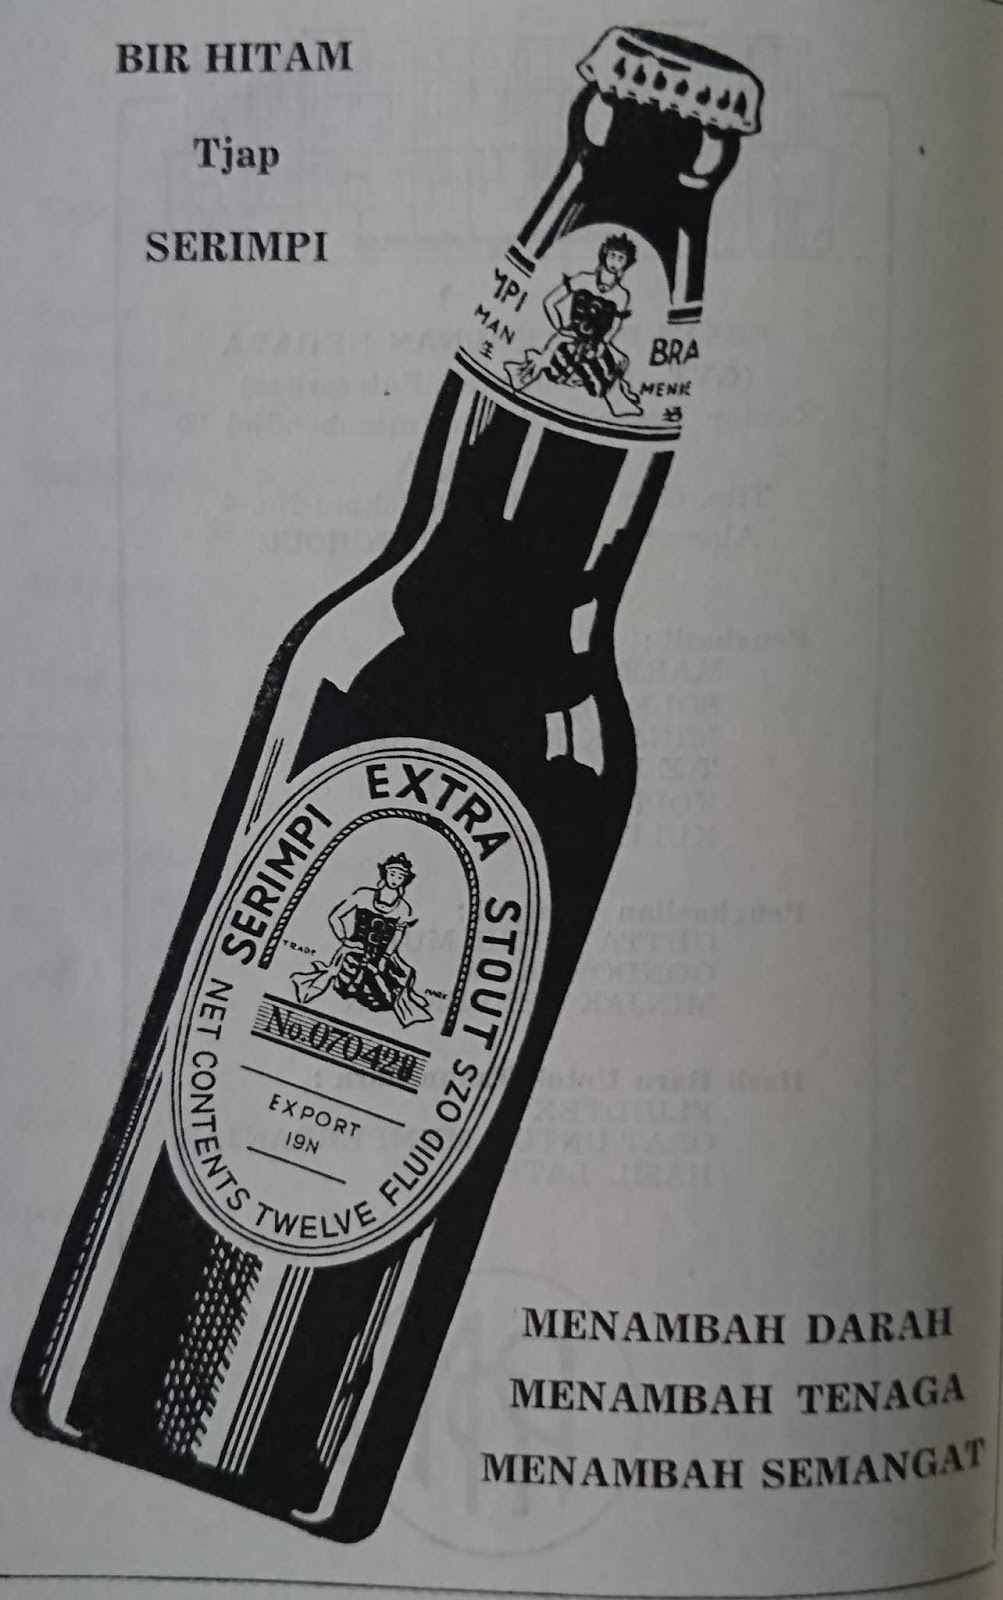 BIR HITAM
Tjap
SERIMPI
MPI
MAN
生
BRA
MENK
SERIMPI EXTRA STOUT
TRADE MARK
No.070428
EXPORT
19N
NET CONTENTS TWELVE FLUID OZS
MENAMBAH DARAH
MENAMBAH TENAGA
MENAMBAH SEMANGAT